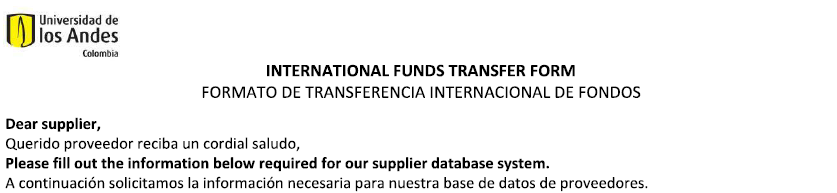 Universidad de
los Andes
Colombia
INTERNATIONAL FUNDS TRANSFER FORM
FORMATO DE TRANSFERENCIA INTERNACIONAL DE FONDOS
Dear supplier,
Querido proveedor reciba un cordial saludo,
Please fill out the information below required for our supplier database system.
A continuación solicitamos la información necesaria para nuestra base de datos de proveedores.